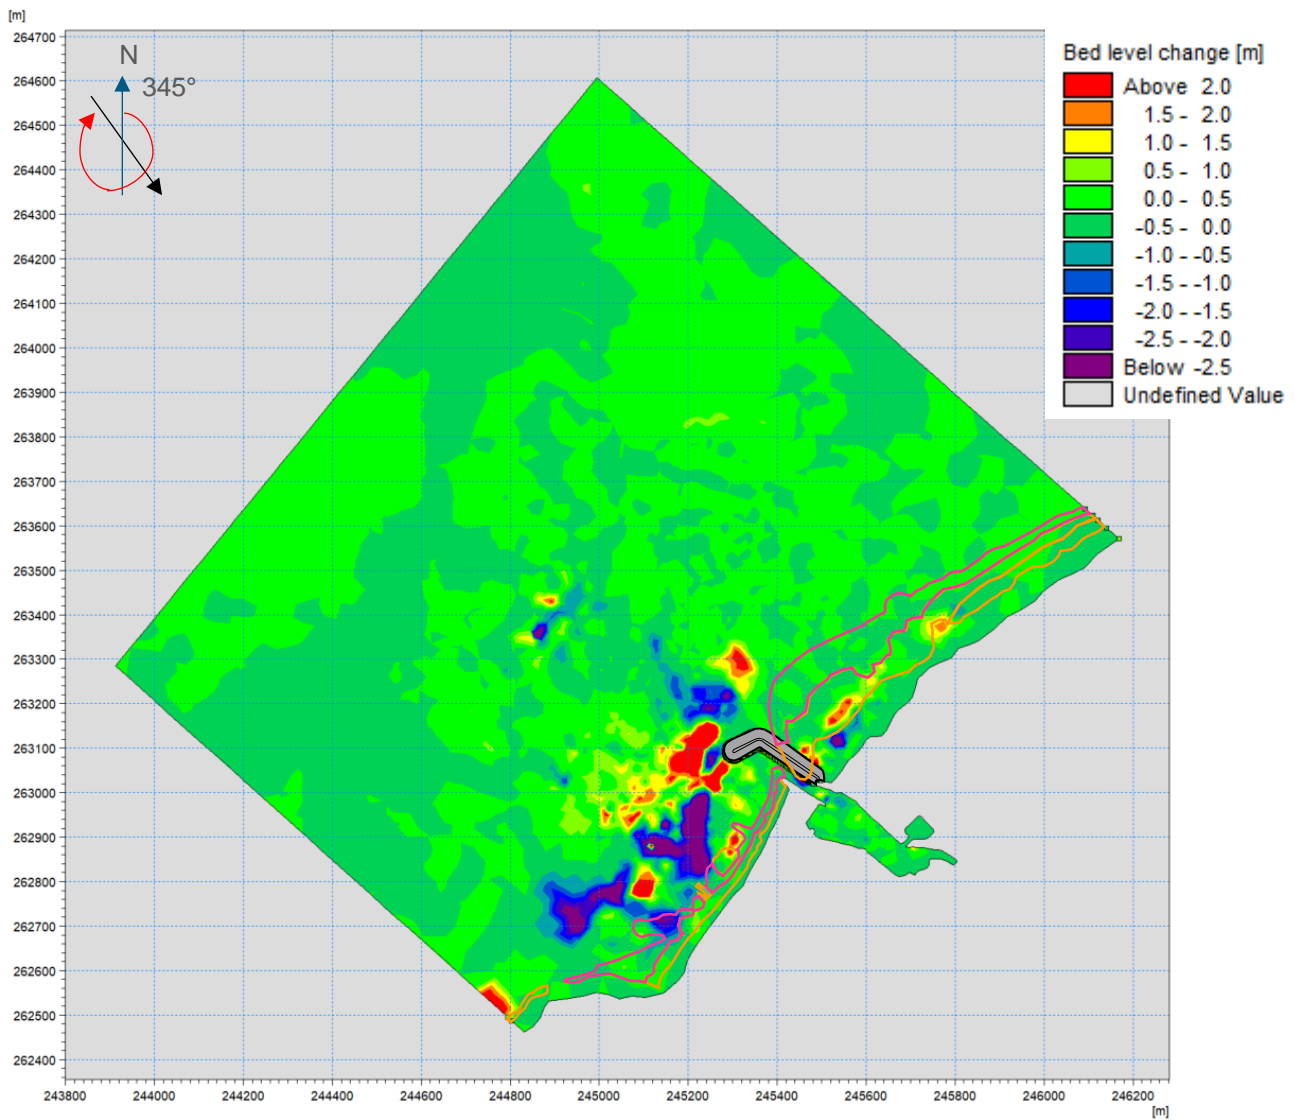 [m]
264700
264600
264500
264400
264300
264200
264100
264000
263900
263800
263700
263600
263500
263400
263300
263200
263100
263000
262900
262800
262700
262600
262500
262400
N
345°
Bed level change [m]
Above 2.0
1.5 - 2.0
1.0 - 1.5
0.5 - 1.0
0.0 - 0.5
-0.5 - 0.0
-1.0 - -0.5
-1.5 - -1.0
-2.0 - -1.5
-2.5 - -2.0
Below -2.5
Undefined Value
243800 244000 244200 244400 244600 244800 245000 245200 245400 245600 245800 246000 246200
[m]